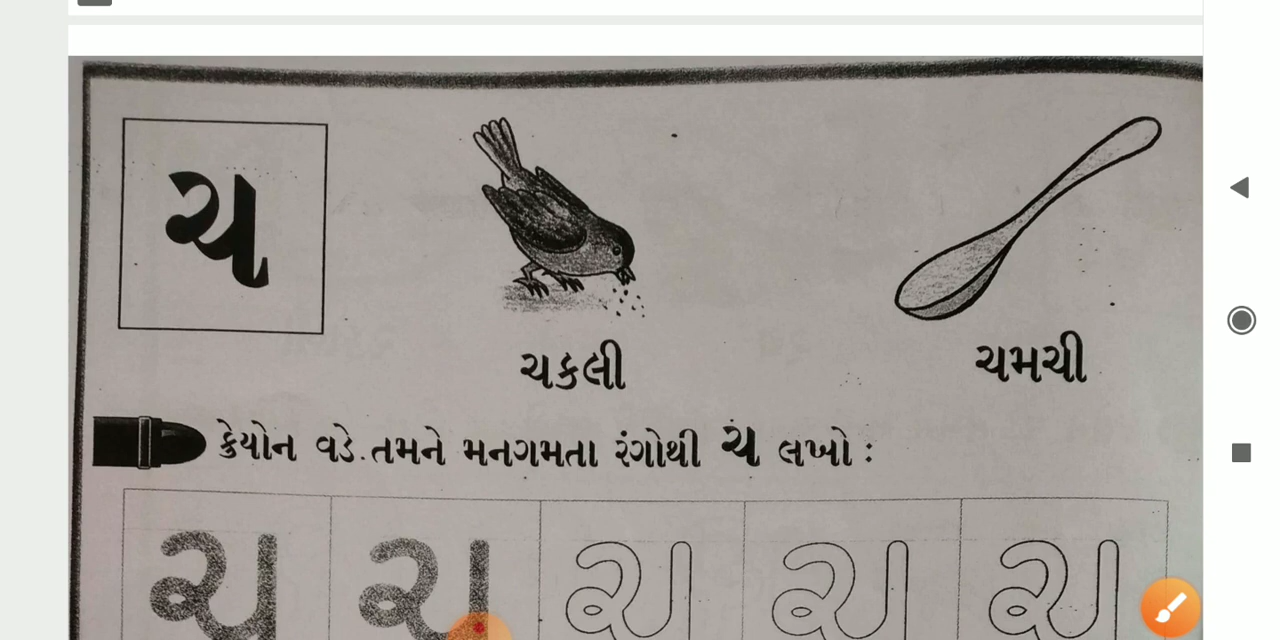 ચ
ચકલી
ચમચી
ક્રેયોન વડે તમને મનગમતા રંગોથી ચ લખો :
ચ ચ ચ ચ ચ